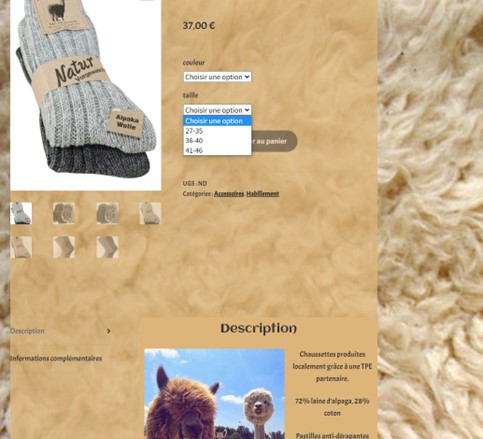 37,00 €
Natur
Alpaka
Wolle
couleur
Choisir une option
taille
Choisir une option
Choisir une option
27-35
36-40
41-46
er au panier
UGS : ND
Catégories : Accessoires, Habillement
Description
Informations complémentaires
Description
Chaussettes produites
localement grâce à une TPE
partenaire.
72% laine d'alpaga, 28%
coton
Pastilles anti-dérapantes